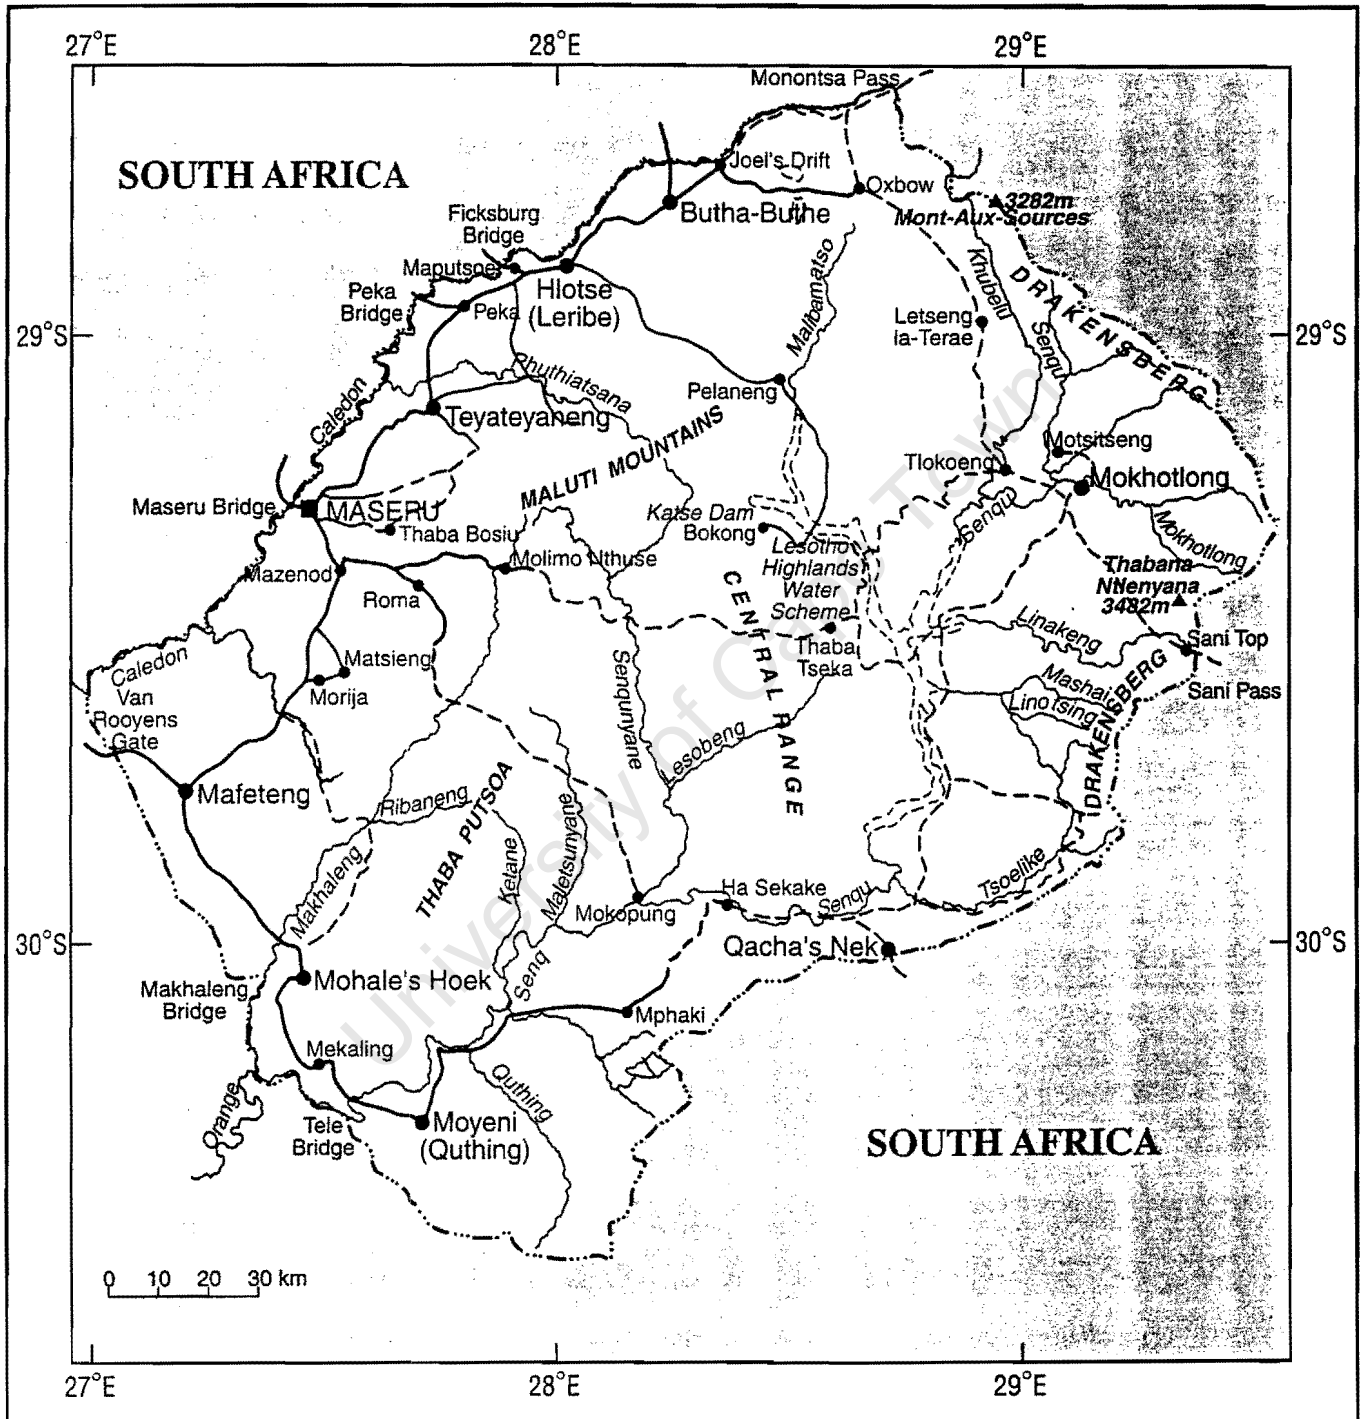 27°E 28°E 29°E
Monontsa Pass
SOUTH AFRICA
Joel's Drift
Oxbow
3282m
Mont-Aux-Sources
Butha-Buthe
Ficksburg
Bridge
Maputsoe
Hlotse
(Leribe)
Peka
Bridge
Peka
Malibamatso
Khubelu
DRAKENSBERG
Senqu
Letseng
la-Terae
29°S 29°S
Phuthiatsana
Pelaneng
Caledon
Teyateyaneng
MALUTI MOUNTAINS
Motsitseng
Tlokoeng
Mokhotlong
Maseru Bridge
MASERU
Thaba Bosiu
Katse Dam
Bokong
Senqu
Mokhotlong
Molimo Nthuse
Lesotho
Highlands
Water
Scheme
Mazenod
Roma
CENTRAL RANGE
Thabana
Ntlenyana
3482m
Linakeng
Sani Top
Thaba
Tseka
Caledon
Matsieng
Morija
Senqunyane
Mashai
Linotsing
Sani Pass
Van
Rooyens
Gate
Lesobeng
DRAKENSBERG
Mafeteng
Ribaneng
THABA PUTSOA
Maletsunyane
Ketane
Makhaleng
Tsoelike
Ha Sekake
Senqu
Mokopung
30°S 30°S
Qacha's Nek
Mohale's Hoek
Senq
Makhaleng
Bridge
Mphaki
Mekaling
Quthing
Orange
Tele
Bridge
Moyeni
(Quthing)
SOUTH AFRICA
0 10 20 30 km
27°E 28°E 29°E
University of Cape Town